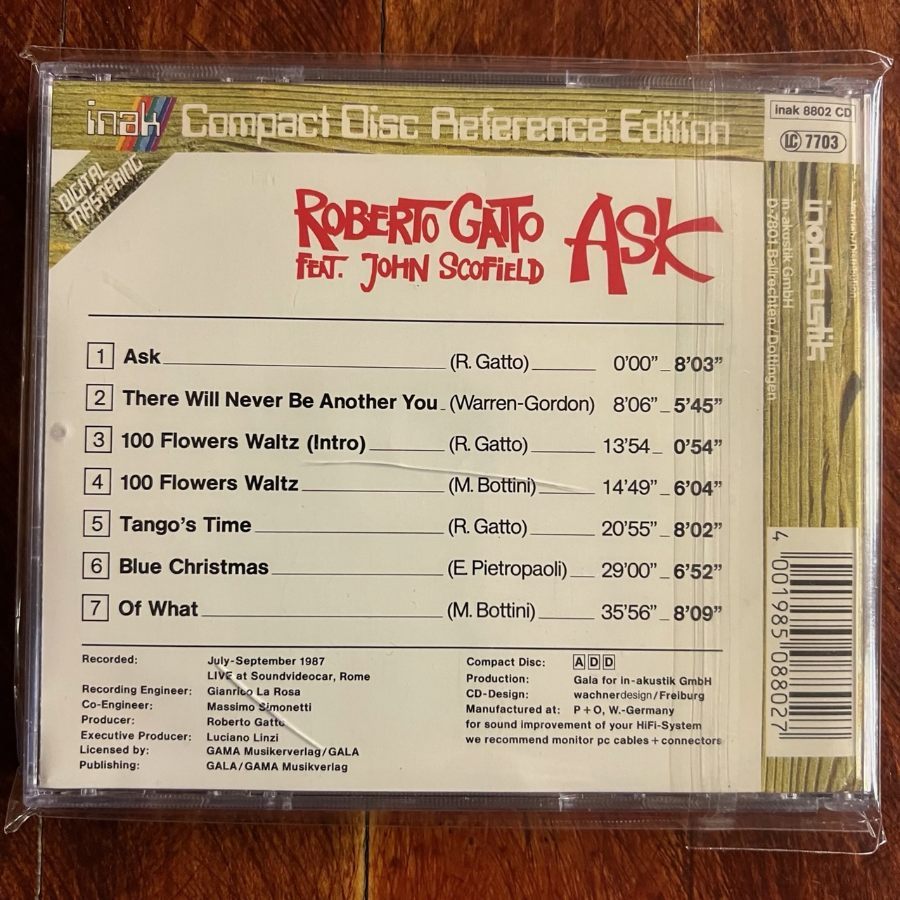 inak Compact Disc Reference Edition
inak 8802 CD
LC 7703
DIGITAL
MASTERING
ROBERTO GATTO ASK
FEAT. JOHN SCOFIELD
1 Ask (R. Gatto) 0'00" 8'03"
2 There Will Never Be Another You (Warren-Gordon) 8'06" 5'45"
3 100 Flowers Waltz (Intro) (R. Gatto) 13'54 0'54"
4 100 Flowers Waltz (M. Bottini) 14'49" 6'04"
5 Tango's Time (R. Gatto) 20'55" 8'02"
6 Blue Christmas (E. Pietropaoli) 29'00" 6'52"
7 Of What (M. Bottini) 35'56" 8'09"
Recorded: July-September 1987
LIVE at Soundvideocar, Rome
Recording Engineer: Gianrico La Rosa
Co-Engineer: Massimo Simonetti
Producer: Roberto Gatto
Executive Producer: Luciano Linzi
Licensed by: GAMA Musikerverlag/GALA
Publishing: GALA/GAMA Musikverlag
Compact Disc: ADD
Production: Gala for in-akustik GmbH
CD-Design: wachnerdesign/Freiburg
Manufactured at: P+O, W.-Germany
for sound improvement of your HiFi-System
we recommend monitor pc cables+connectors
inakustik
in-akustik GmbH
D-7801 Ballrechten/Dottingen
4 001985 088027